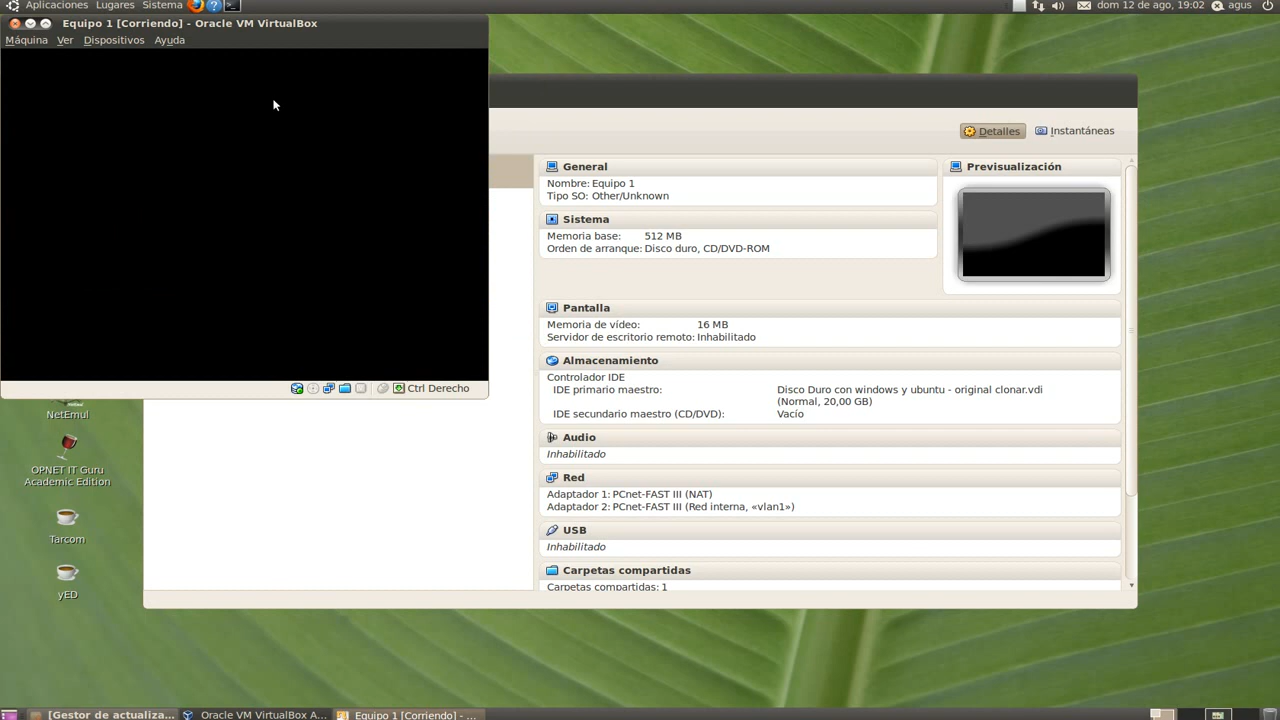 Aplicaciones Lugares Sistema
dom 12 de ago, 19:02 agus
Equipo 1 [Corriendo] - Oracle VM VirtualBox
Máquina Ver Dispositivos Ayuda
Ctrl Derecho
Detalles Instantáneas
General
Nombre: Equipo 1
Tipo SO: Other/Unknown
Sistema
Memoria base: 512 MB
Orden de arranque: Disco duro, CD/DVD-ROM
Previsualización
Pantalla
Memoria de vídeo: 16 MB
Servidor de escritorio remoto: Inhabilitado
Almacenamiento
Controlador IDE
IDE primario maestro: Disco Duro con windows y ubuntu - original clonar.vdi
(Normal, 20,00 GB)
IDE secundario maestro (CD/DVD): Vacío
Audio
Inhabilitado
Red
Adaptador 1: PCnet-FAST III (NAT)
Adaptador 2: PCnet-FAST III (Red interna, «vlan1»)
USB
Inhabilitado
Carpetas compartidas
Carpetas compartidas: 1
NetEmul
OPNET IT Guru
Academic Edition
Tarcom
yED
[Gestor de actualiza... Oracle VM VirtualBox A... Equipo 1 [Corriendo] - ...